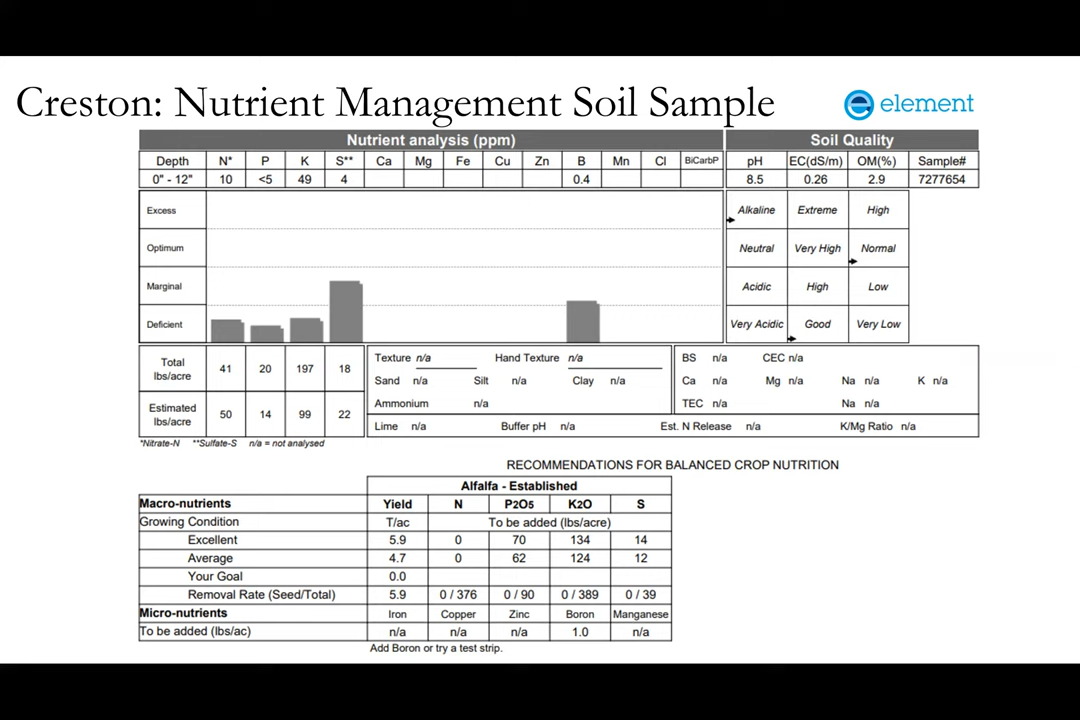 Creston: Nutrient Management Soil Sample
element
Nutrient analysis (ppm) Soil Quality
Depth N* P K S** Ca Mg Fe Cu Zn B Mn Cl BiCarbP pH EC(dS/m) OM(%) Sample#
0" - 12" 10 <5 49 4 0.4 8.5 0.26 2.9 7277654
Excess Alkaline Extreme High
Optimum Neutral Very High Normal
Marginal Acidic High Low
Deficient Very Acidic Good Very Low
Total lbs/acre 41 20 197 18
Estimated lbs/acre 50 14 99 22
Texture n/a Hand Texture n/a
Sand n/a Silt n/a Clay n/a
Ammonium n/a
Lime n/a Buffer pH n/a
BS n/a CEC n/a
Ca n/a Mg n/a Na n/a K n/a
TEC n/a Na n/a
Est. N Release n/a K/Mg Ratio n/a
*Nitrate-N **Sulfate-S n/a = not analysed
RECOMMENDATIONS FOR BALANCED CROP NUTRITION
Alfalfa - Established
Macro-nutrients Yield N P2O5 K2O S
Growing Condition T/ac To be added (lbs/acre)
Excellent 5.9 0 70 134 14
Average 4.7 0 62 124 12
Your Goal 0.0
Removal Rate (Seed/Total) 5.9 0 / 376 0 / 90 0 / 389 0 / 39
Micro-nutrients Iron Copper Zinc Boron Manganese
To be added (lbs/ac) n/a n/a n/a 1.0 n/a
Add Boron or try a test strip.